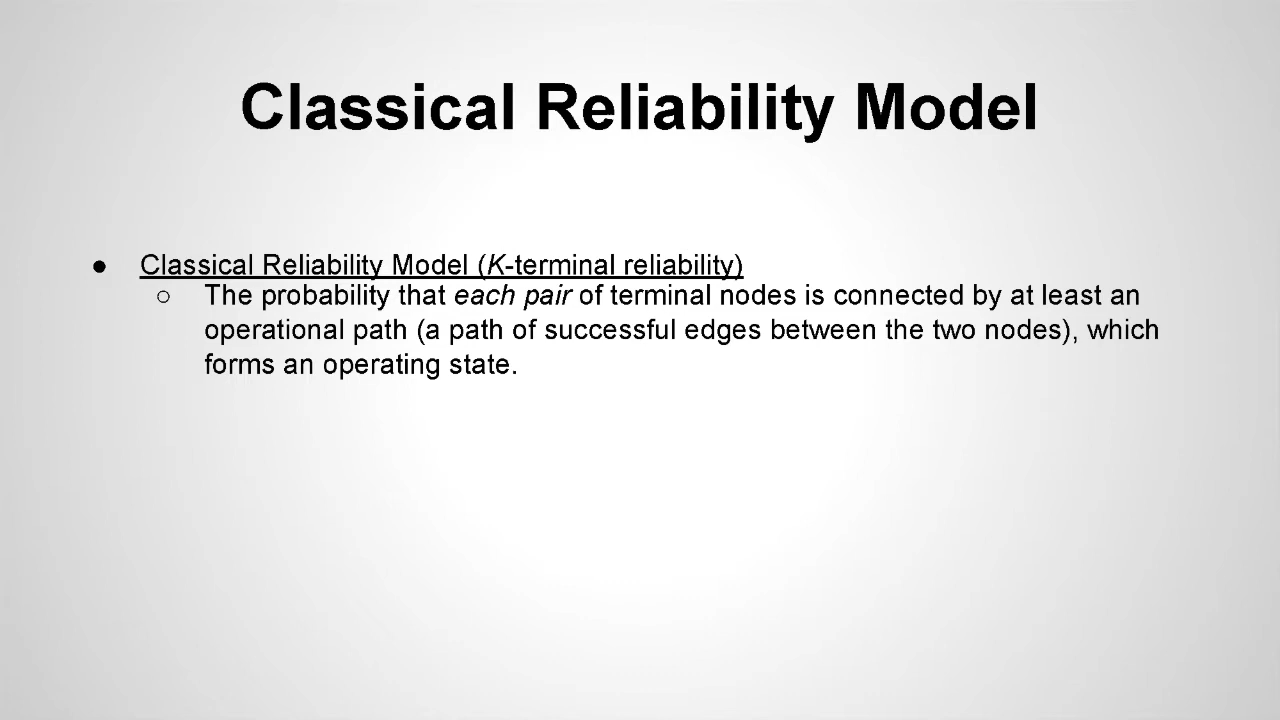 Classical Reliability Model
● Classical Reliability Model (K-terminal reliability)
○ The probability that each pair of terminal nodes is connected by at least an
operational path (a path of successful edges between the two nodes), which
forms an operating state.